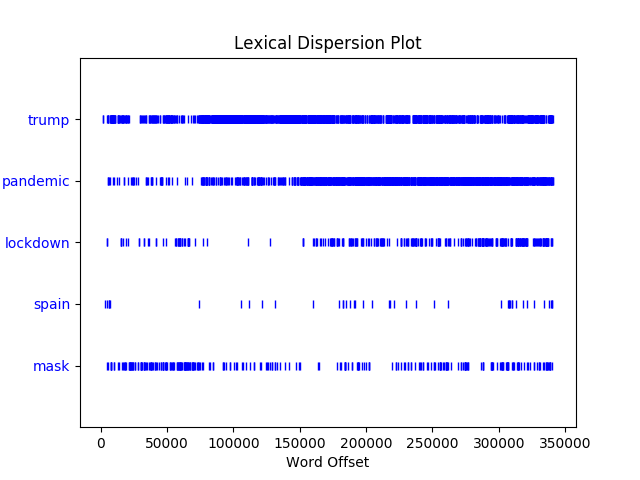 Lexical Dispersion Plot
trump
pandemic
lockdown
spain
mask
0 50000 100000 150000 200000 250000 300000 350000
Word Offset